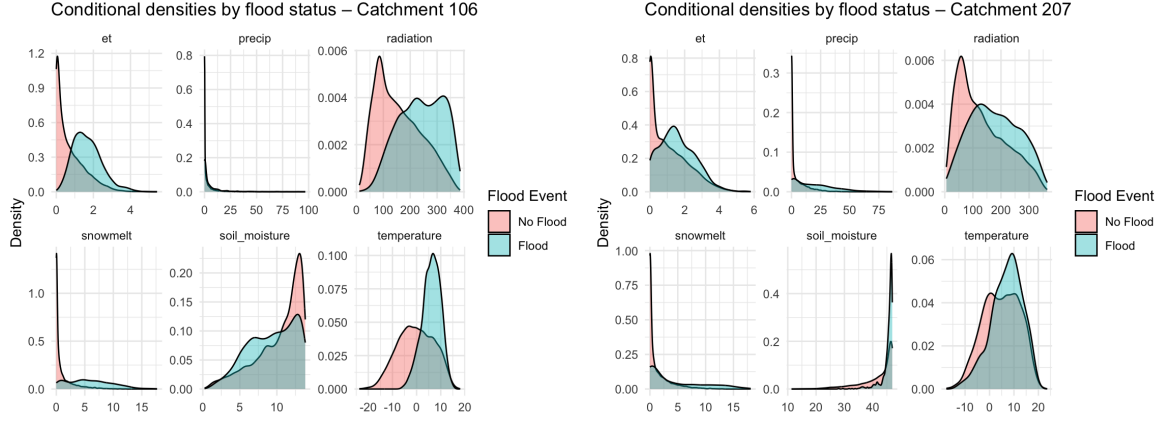 Conditional densities by flood status – Catchment 106
et
precip
radiation
1.2
0.9
0.6
0.3
0.0
0 2 4
0.8
0.6
0.4
0.2
0.0
0 25 50 75 100
0.006
0.004
0.002
0.000
0 100 200 300 400
Density
snowmelt
soil_moisture
temperature
1.0
0.5
0.0
0 5 10 15
0.20
0.15
0.10
0.05
0.00
0 5 10
0.100
0.075
0.050
0.025
0.000
-20 -10 0 10 20
Flood Event
No Flood
Flood
Conditional densities by flood status – Catchment 207
et
precip
radiation
0.8
0.6
0.4
0.2
0.0
0 2 4 6
0.3
0.2
0.1
0.0
0 25 50 75
0.006
0.004
0.002
0.000
0 100 200 300
Density
snowmelt
soil_moisture
temperature
1.00
0.75
0.50
0.25
0.00
0 5 10 15
0.4
0.2
0.0
10 20 30 40
0.06
0.04
0.02
0.00
-10 0 10 20
Flood Event
No Flood
Flood